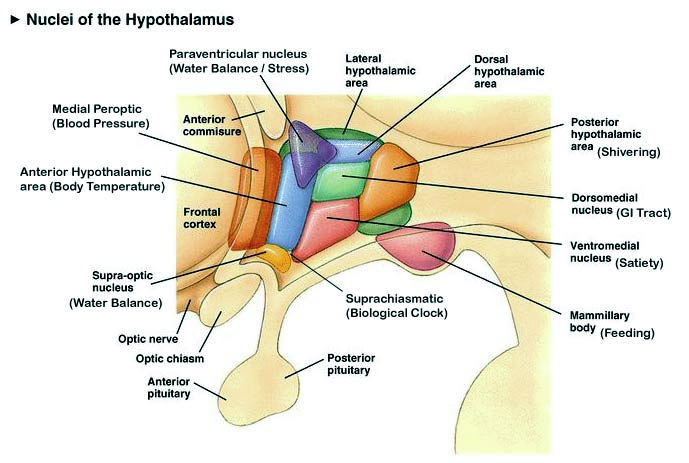 ► Nuclei of the Hypothalamus
Paraventricular nucleus
(Water Balance / Stress)
Lateral
hypothalamic
area
Dorsal
hypothalamic
area
Medial Peroptic
(Blood Pressure)
Anterior
commisure
Posterior
hypothalamic
area (Shivering)
Anterior Hypothalamic
area (Body Temperature)
Frontal
cortex
Dorsomedial
nucleus (GI Tract)
Ventromedial
nucleus (Satiety)
Supra-optic
nucleus
(Water Balance)
Suprachiasmatic
(Biological Clock)
Mammillary
body (Feeding)
Optic nerve
Optic chiasm
Anterior
pituitary
Posterior
pituitary